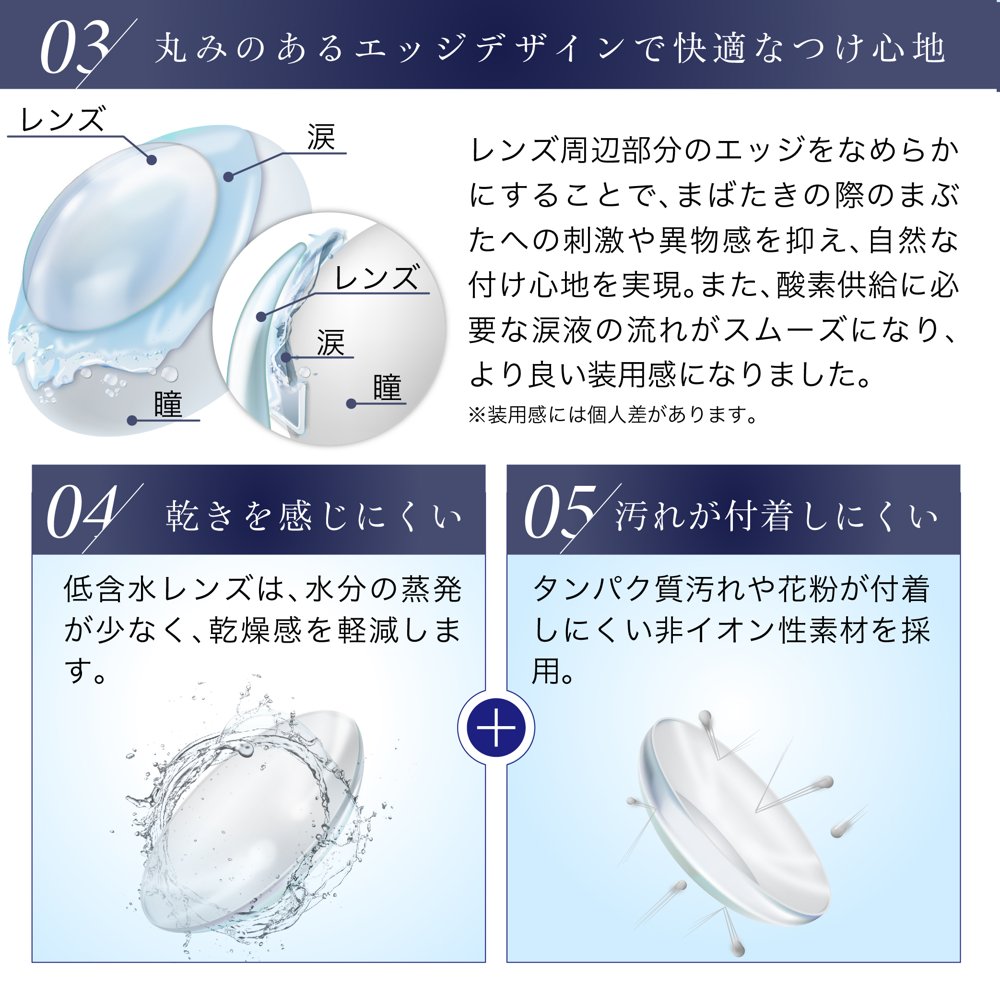 03 丸みのあるエッジデザインで快適なつけ心地
レンズ
涙
瞳
レンズ
涙
瞳
レンズ周辺部分のエッジをなめらか
にすることで、まばたきの際のまぶ
たへの刺激や異物感を抑え、自然な
付け心地を実現。また、酸素供給に必
要な涙液の流れがスムーズになり、
より良い装用感になりました。
※装用感には個人差があります。
04 乾きを感じにくい
低含水レンズは、水分の蒸発
が少なく、乾燥感を軽減しま
す。
05 汚れが付着しにくい
タンパク質汚れや花粉が付着
しにくい非イオン性素材を採
用。